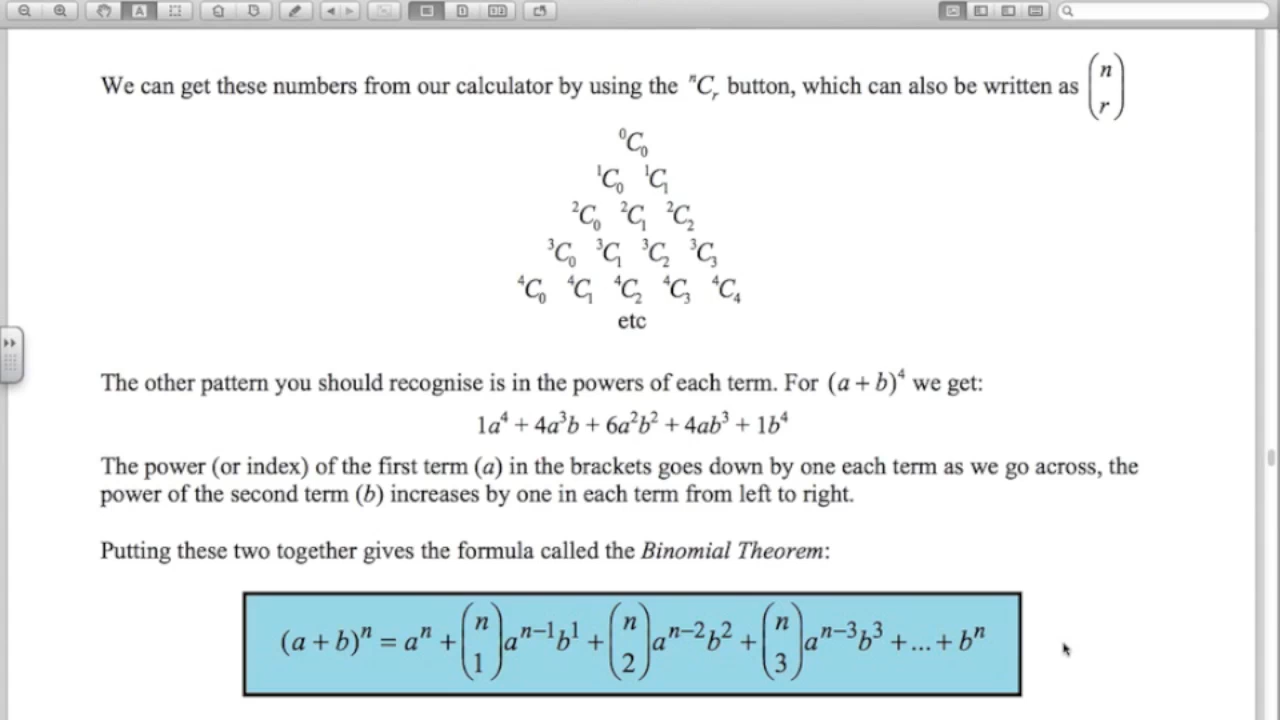 We can get these numbers from our calculator by using the ⁿCᵣ button, which can also be written as (n r)
⁰C₀
¹C₀ ¹C₁
²C₀ ²C₁ ²C₂
³C₀ ³C₁ ³C₂ ³C₃
⁴C₀ ⁴C₁ ⁴C₂ ⁴C₃ ⁴C₄
etc
The other pattern you should recognise is in the powers of each term. For (a + b)⁴ we get:
1a⁴ + 4a³b + 6a²b² + 4ab³ + 1b⁴
The power (or index) of the first term (a) in the brackets goes down by one each term as we go across, the
power of the second term (b) increases by one in each term from left to right.
Putting these two together gives the formula called the Binomial Theorem:
(a + b)ⁿ = aⁿ + (n 1)aⁿ⁻¹b¹ + (n 2)aⁿ⁻²b² + (n 3)aⁿ⁻³b³ + ... + bⁿ